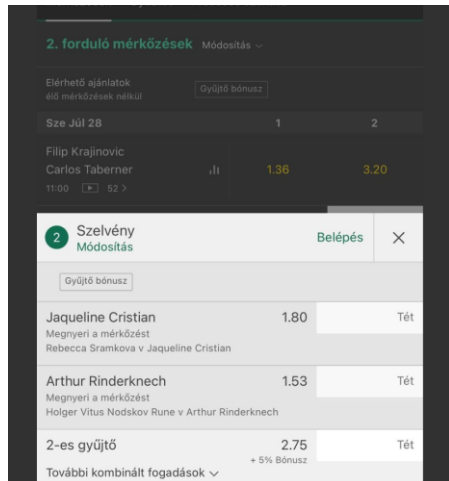 2. forduló mérkőzések Módosítás
Elérhető ajánlatok
élő mérkőzések nélkül
Gyűjtő bónusz
Sze Júl 28 1 2
Filip Krajinovic
Carlos Taberner 1.36 3.20
11:00 52 >
2 Szelvény Belépés
Módosítás
Gyűjtő bónusz
Jaqueline Cristian 1.80 Tét
Megnyeri a mérkőzést
Rebecca Sramkova v Jaqueline Cristian
Arthur Rinderknech 1.53 Tét
Megnyeri a mérkőzést
Holger Vitus Nodskov Rune v Arthur Rinderknech
2-es gyűjtő 2.75 Tét
+ 5% Bónusz
További kombinált fogadások